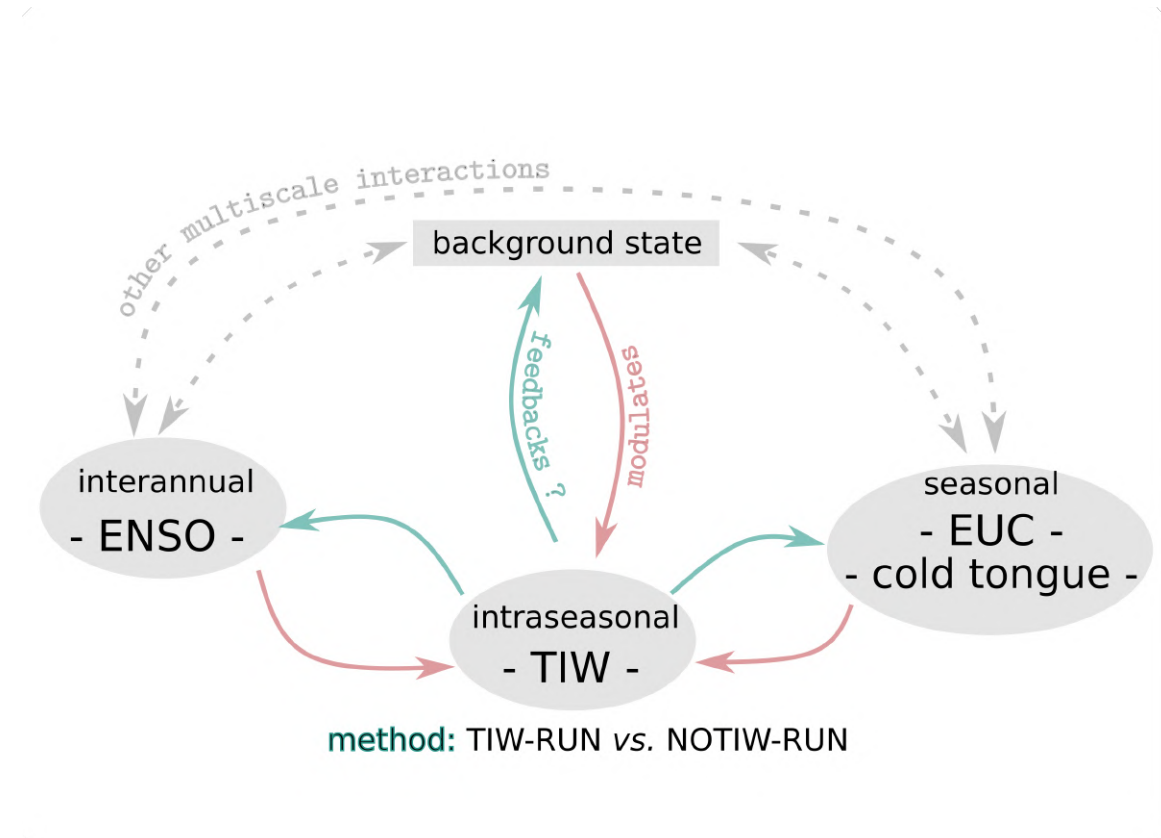 other multiscale interactions
background state
feedbacks ?
modulates
interannual
- ENSO -
seasonal
- EUC -
- cold tongue -
intraseasonal
- TIW -
method: TIW-RUN vs. NOTIW-RUN